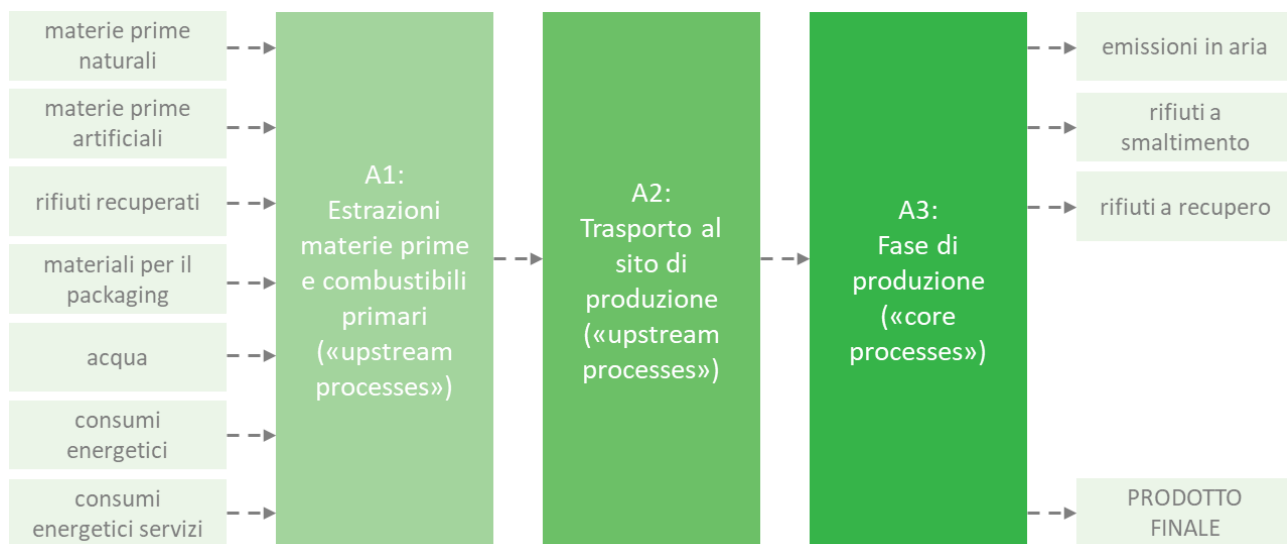 materie prime
naturali
materie prime
artificiali
rifiuti recuperati
materiali per il
packaging
acqua
consumi
energetici
consumi
energetici servizi
A1:
Estrazioni
materie prime
e combustibili
primari
(«upstream
processes»)
A2:
Trasporto al
sito di
produzione
(«upstream
processes»)
A3:
Fase di
produzione
(«core
processes»)
emissioni in aria
rifiuti a
smaltimento
rifiuti a recupero
PRODOTTO
FINALE